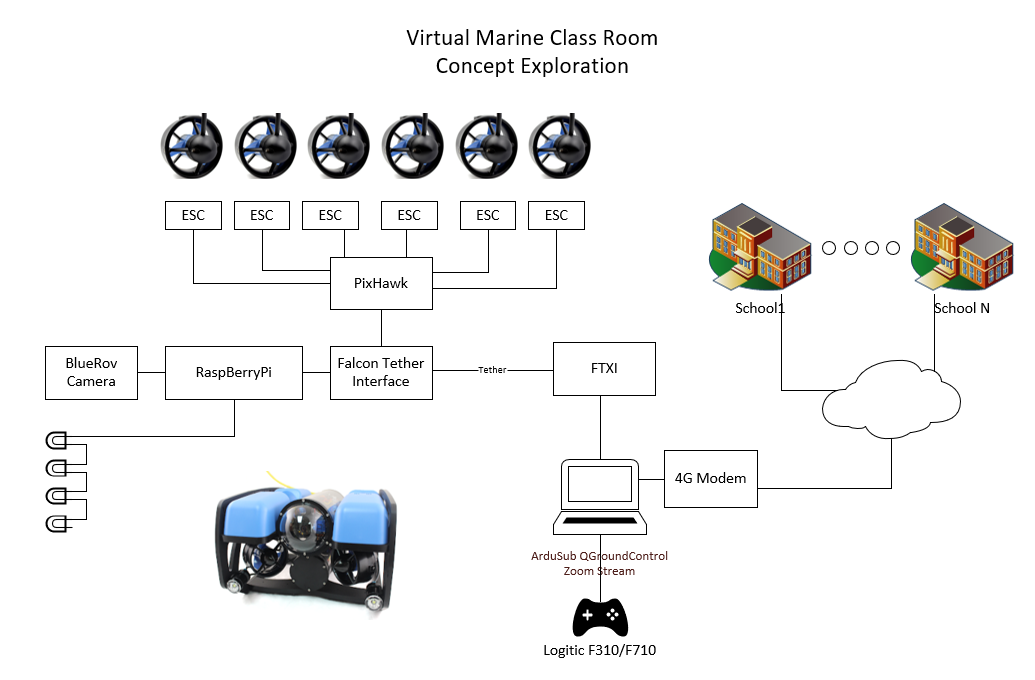 Virtual Marine Class Room
Concept Exploration
ESC
ESC
ESC
ESC
ESC
ESC
PixHawk
School1
School N
BlueRov
Camera
RaspBerryPi
Falcon Tether
Interface
Tether
FTXI
4G Modem
ArduSub QGroundControl
Zoom Stream
Logitic F310/F710